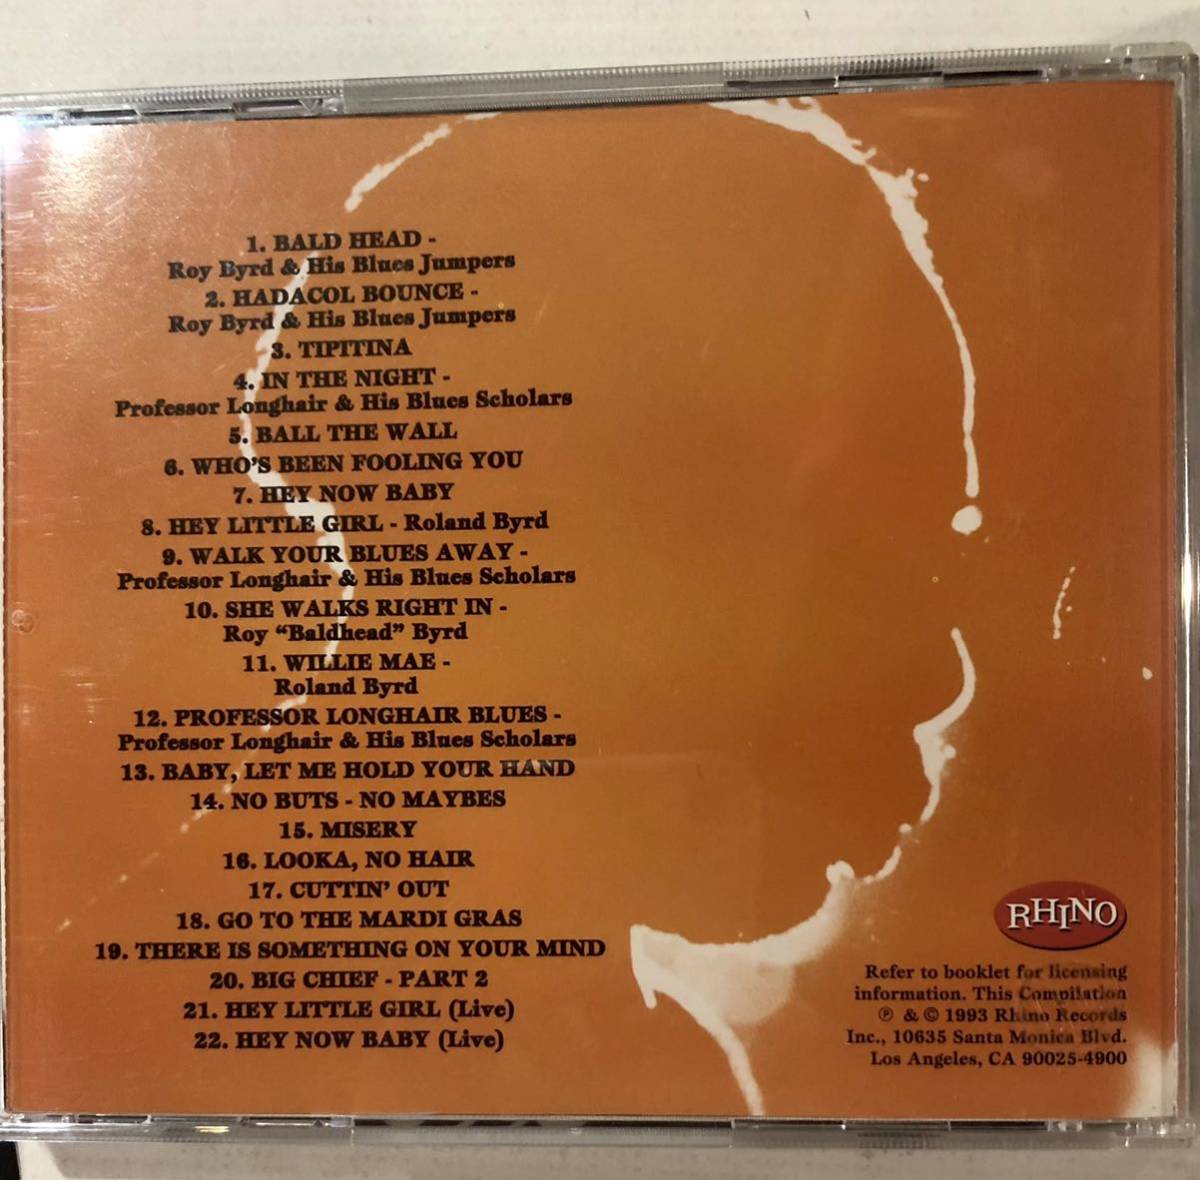 1. BALD HEAD -
Roy Byrd & His Blues Jumpers
2. HADACOL BOUNCE -
Roy Byrd & His Blues Jumpers
3. TIPITINA
4. IN THE NIGHT -
Professor Longhair & His Blues Scholars
5. BALL THE WALL
6. WHO'S BEEN FOOLING YOU
7. HEY NOW BABY
8. HEY LITTLE GIRL - Roland Byrd
9. WALK YOUR BLUES AWAY -
Professor Longhair & His Blues Scholars
10. SHE WALKS RIGHT IN -
Roy “Baldhead” Byrd
11. WILLIE MAE -
Roland Byrd
12. PROFESSOR LONGHAIR BLUES -
Professor Longhair & His Blues Scholars
13. BABY, LET ME HOLD YOUR HAND
14. NO BUTS - NO MAYBES
15. MISERY
16. LOOKA, NO HAIR
17. CUTTIN' OUT
18. GO TO THE MARDI GRAS
19. THERE IS SOMETHING ON YOUR MIND
20. BIG CHIEF - PART 2
21. HEY LITTLE GIRL (Live)
22. HEY NOW BABY (Live)
RHINO
Refer to booklet for licensing
information. This Compilation
℗ & © 1993 Rhino Records
Inc., 10635 Santa Monica Blvd.
Los Angeles, CA 90025-4900